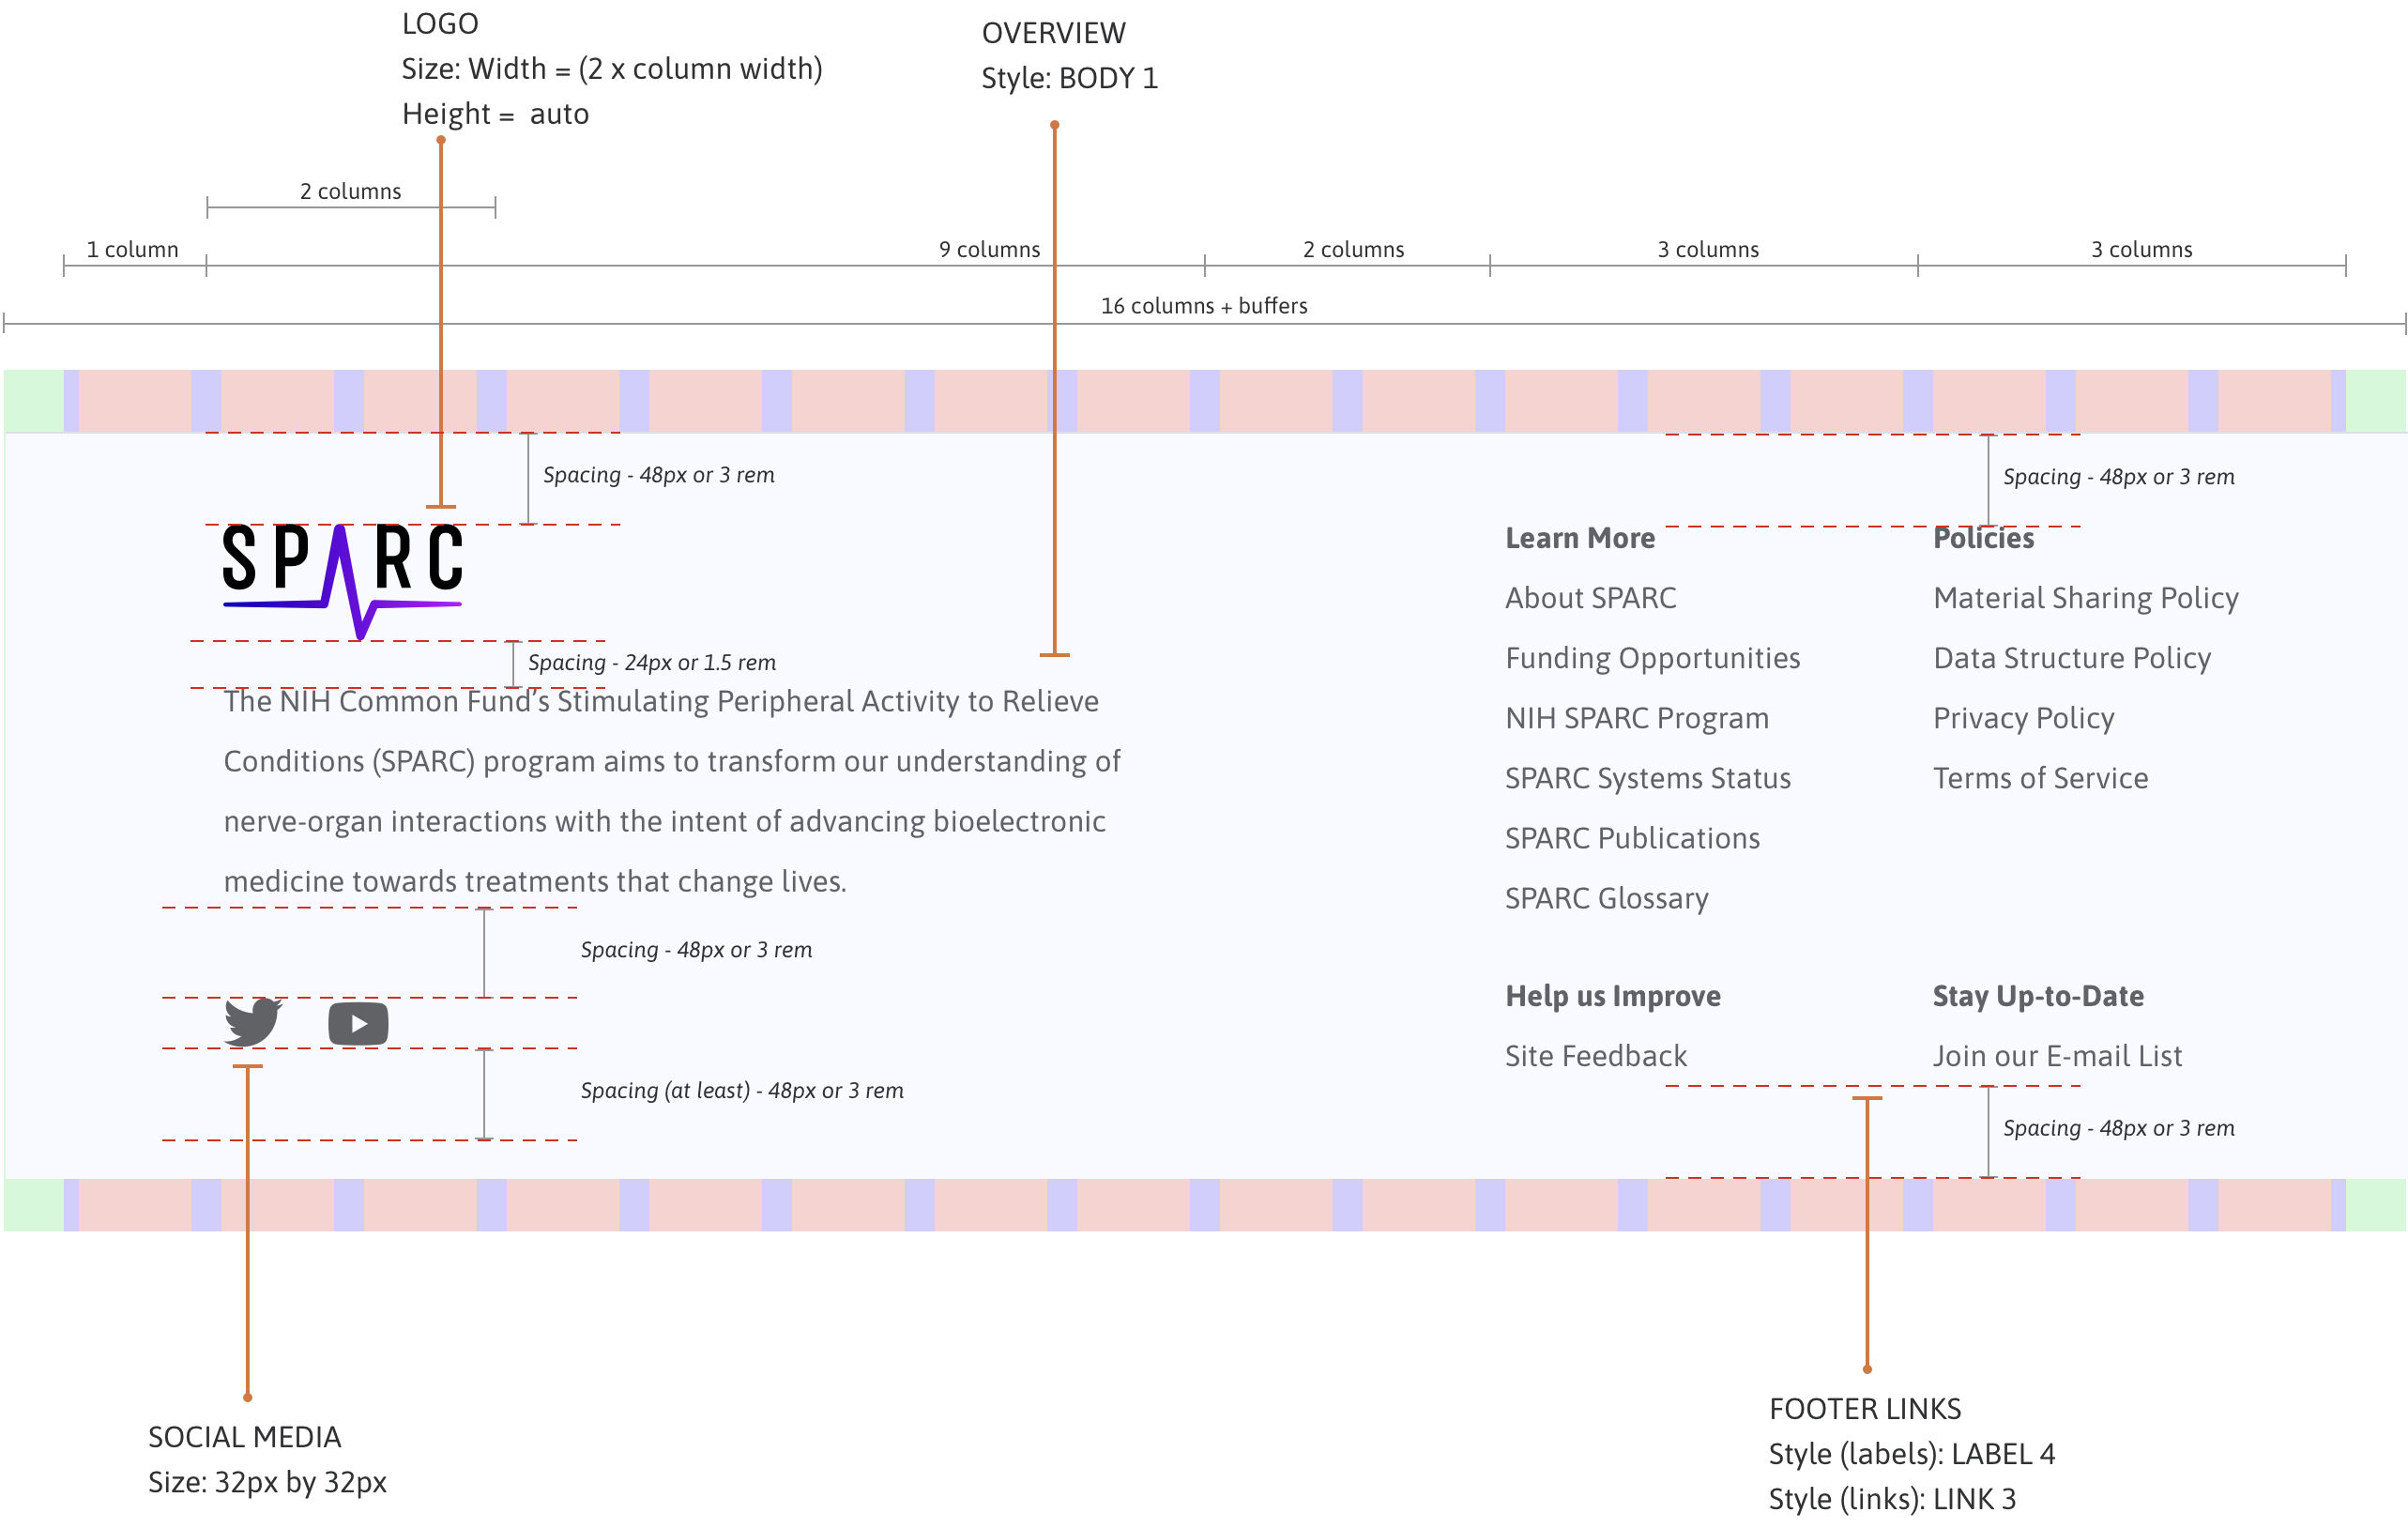 LOGO
Size: Width = (2 x column width)
Height = auto
OVERVIEW
Style: BODY 1
2 columns
1 column
9 columns
2 columns
3 columns
3 columns
16 columns + buffers
Spacing - 48px or 3 rem
Spacing - 48px or 3 rem
SPARC
Spacing - 24px or 1.5 rem
The NIH Common Fund’s Stimulating Peripheral Activity to Relieve
Conditions (SPARC) program aims to transform our understanding of
nerve-organ interactions with the intent of advancing bioelectronic
medicine towards treatments that change lives.
Spacing - 48px or 3 rem
Spacing (at least) - 48px or 3 rem
Learn More
About SPARC
Funding Opportunities
NIH SPARC Program
SPARC Systems Status
SPARC Publications
SPARC Glossary
Policies
Material Sharing Policy
Data Structure Policy
Privacy Policy
Terms of Service
Help us Improve
Site Feedback
Stay Up-to-Date
Join our E-mail List
Spacing - 48px or 3 rem
SOCIAL MEDIA
Size: 32px by 32px
FOOTER LINKS
Style (labels): LABEL 4
Style (links): LINK 3